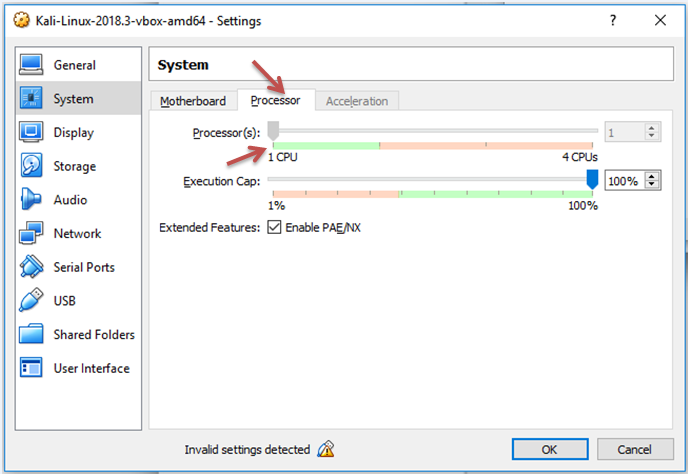 Kali-Linux-2018.3-vbox-amd64 - Settings
?
General
System
Display
Storage
Audio
Network
Serial Ports
USB
Shared Folders
User Interface
System
Motherboard Processor Acceleration
Processor(s): 1
1 CPU 4 CPUs
Execution Cap: 100%
1% 100%
Extended Features: Enable PAE/NX
Invalid settings detected OK Cancel